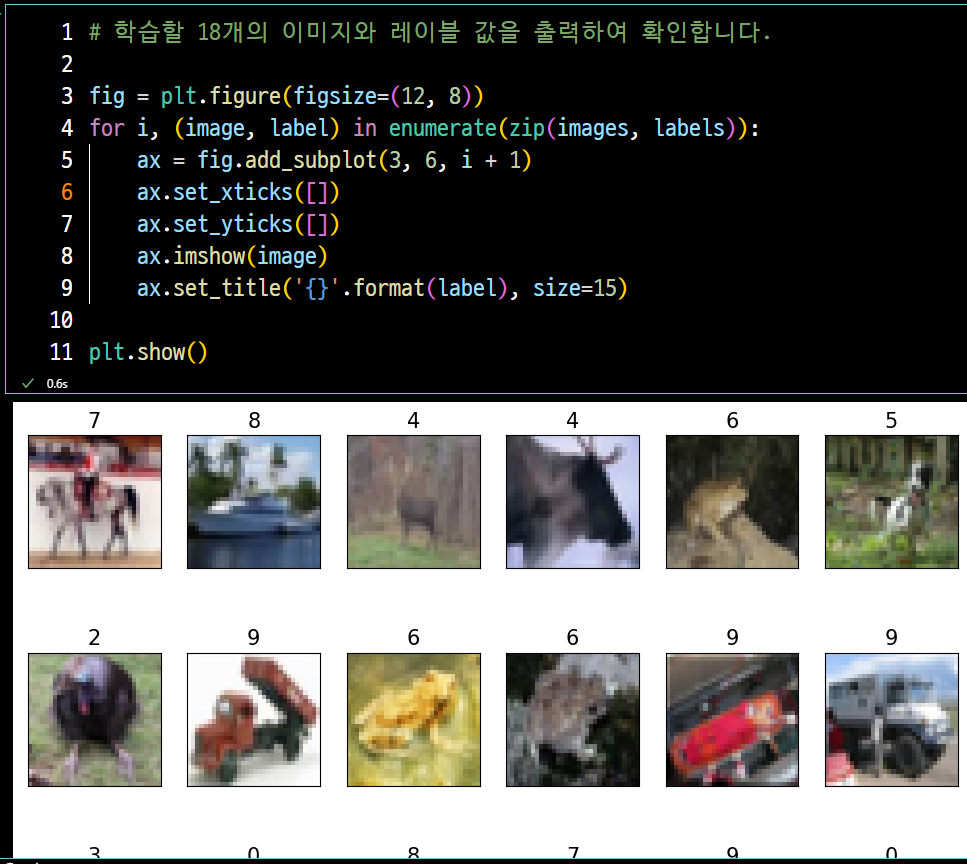 1 # 학습할 18개의 이미지와 레이블 값을 출력하여 확인합니다.
2
3 fig = plt.figure(figsize=(12, 8))
4 for i, (image, label) in enumerate(zip(images, labels)):
5     ax = fig.add_subplot(3, 6, i + 1)
6     ax.set_xticks([])
7     ax.set_yticks([])
8     ax.imshow(image)
9     ax.set_title('{}'.format(label), size=15)
10
11 plt.show()
✓ 0.6s
7 8 4 4 6 5
2 9 6 6 9 9
3 0 8 7 9 0